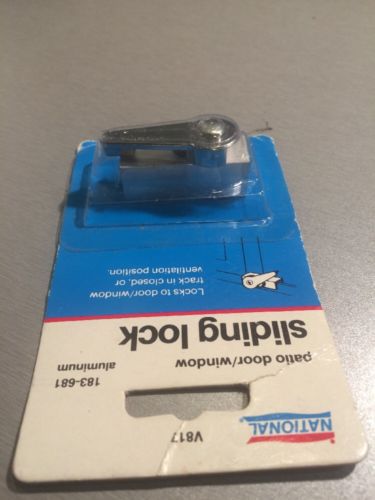 NATIONAL
V817
183-681
aluminum
patio door/window
sliding lock
Locks to door/window
track in closed, or
ventilation position.